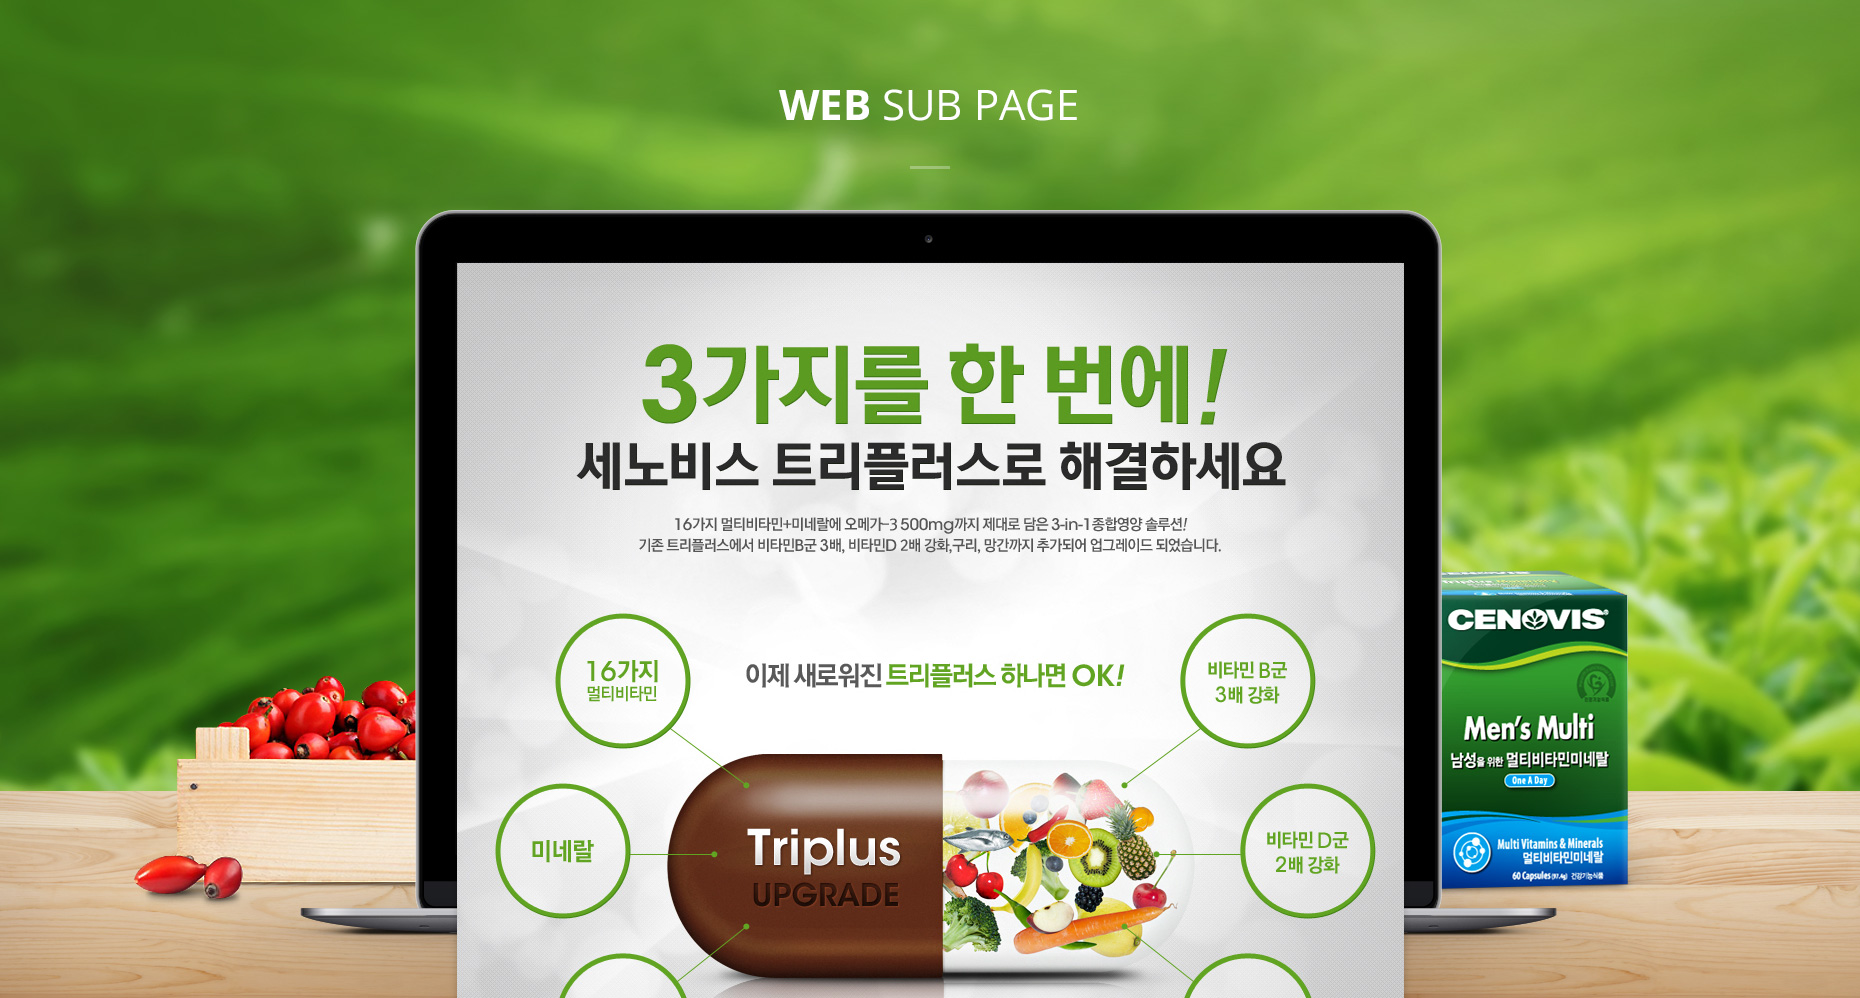 WEB SUB PAGE
3가지를 한 번에!
세노비스 트리플러스로 해결하세요
16가지 멀티비타민+미네랄에 오메가-3 500mg까지 제대로 담은 3-in-1종합영양 솔루션!
기존 트리플러스에서 비타민B군 3배, 비타민D 2배 강화,구리, 망간까지 추가되어 업그레이드 되었습니다.
16가지
멀티비타민
이제 새로워진 트리플러스 하나면 OK!
비타민 B군
3배 강화
미네랄
Triplus
UPGRADE
비타민 D군
2배 강화
CENOVIS
CENOVIS
Men's Multi
남성을 위한 멀티비타민미네랄
One A Day
Multi Vitamins & Minerals
멀티비타민미네랄
60 Capsules 건강기능식품